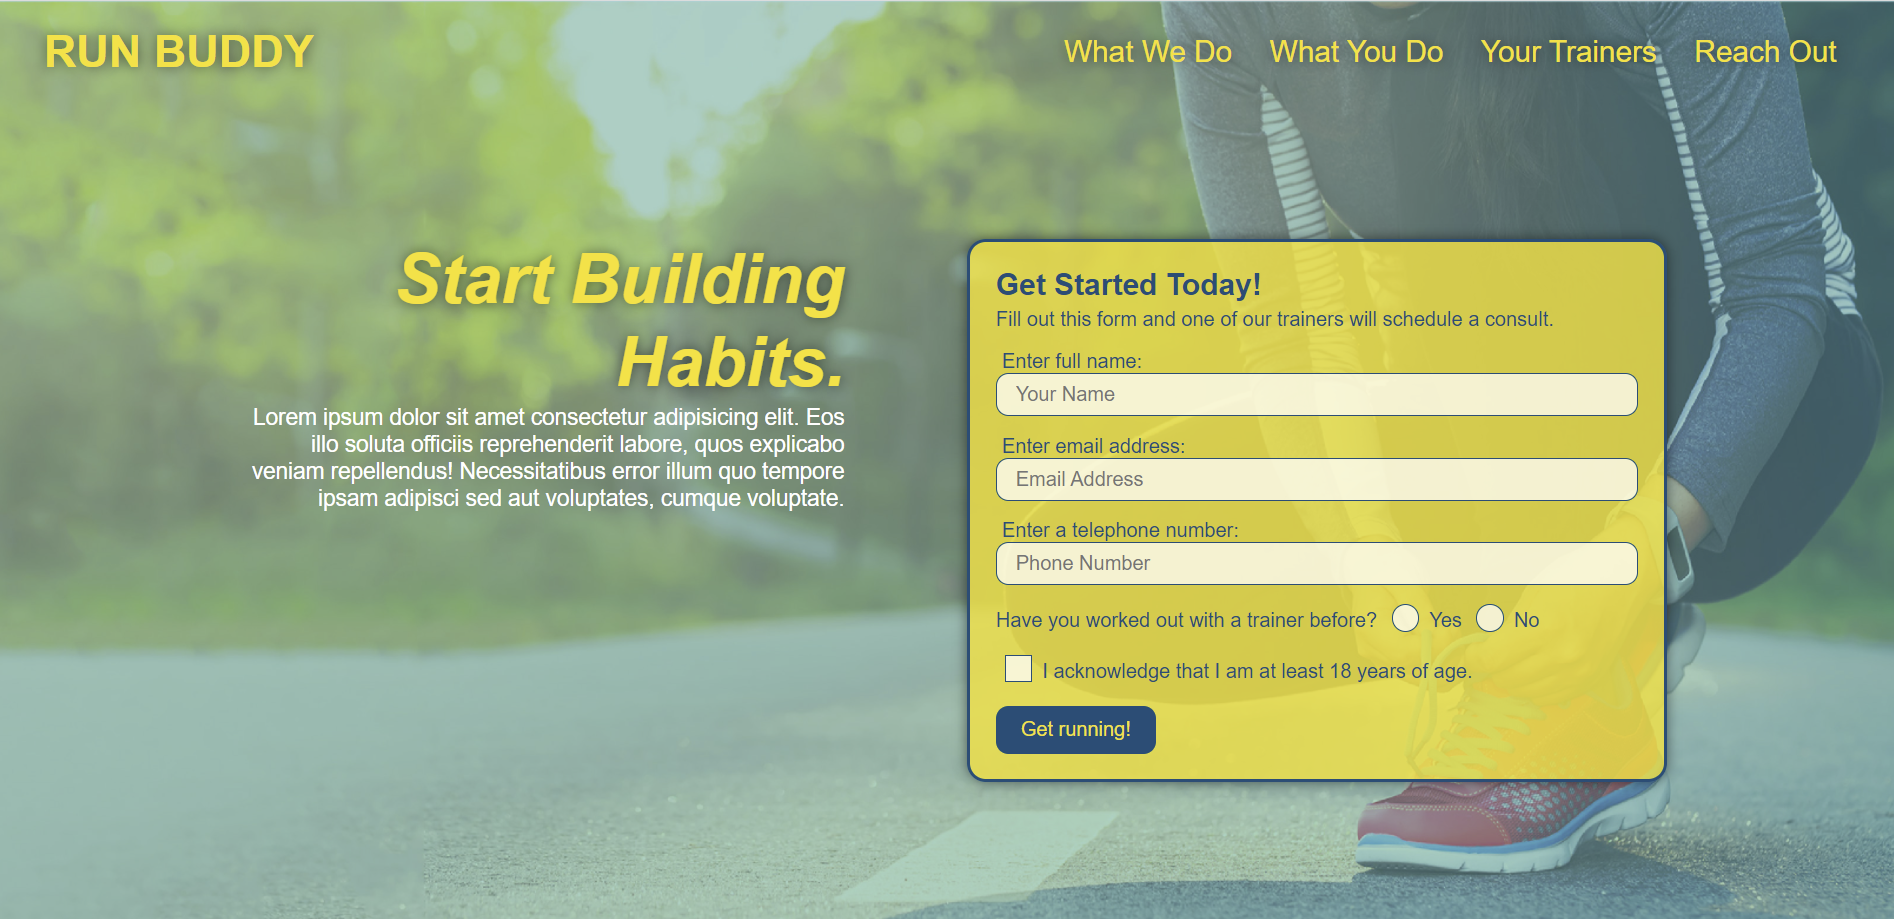 RUN BUDDY
What We Do
What You Do
Your Trainers
Reach Out
Start Building
Habits.
Lorem ipsum dolor sit amet consectetur adipisicing elit. Eos
illo soluta officiis reprehenderit labore, quos explicabo
veniam repellendus! Necessitatibus error illum quo tempore
ipsam adipisci sed aut voluptates, cumque voluptate.
Get Started Today!
Fill out this form and one of our trainers will schedule a consult.
Enter full name:
Your Name
Enter email address:
Email Address
Enter a telephone number:
Phone Number
Have you worked out with a trainer before? Yes No
I acknowledge that I am at least 18 years of age.
Get running!